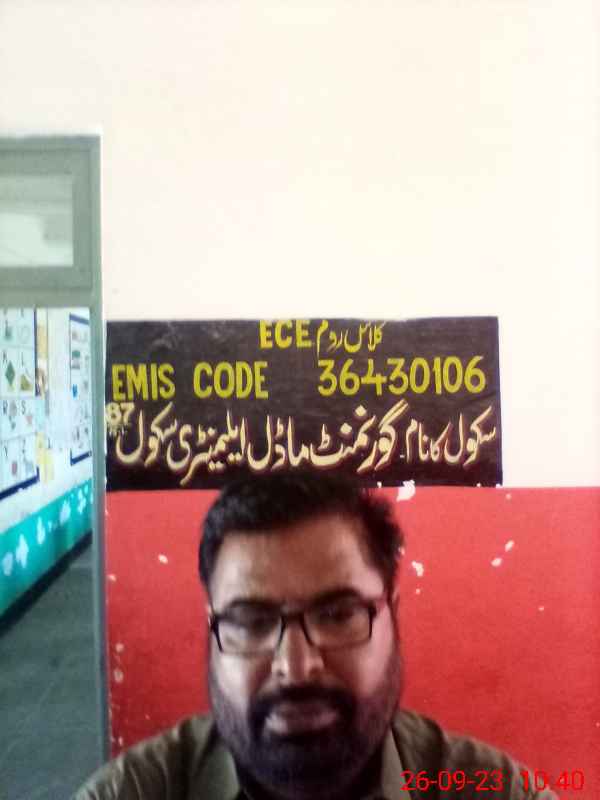 کلاس روم ECE
EMIS CODE 36430106
سکول کا نام ۔ گورنمنٹ ماڈل ایلیمنٹری سکول 87
26-09-23 10:40